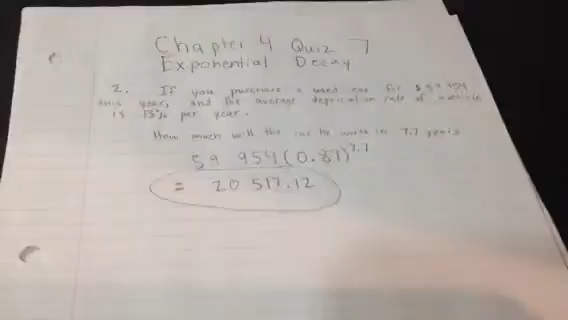 Chapter 4 Quiz 7
Exponential Decay
2. If you purchase a used car for $59 954
this year, and the average depriciation rate of a vehicle
is 13% per year.
How much will the car be worth in 7.7 years
59 954(0.87)^7.7
= 20 517.12